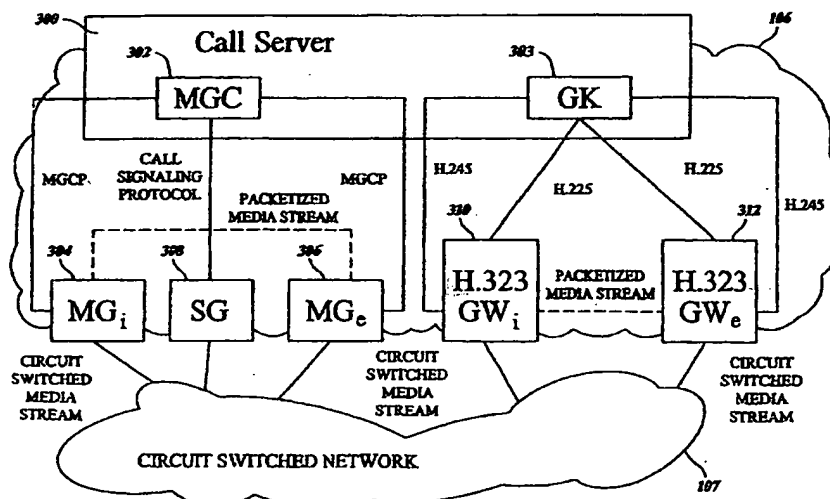 300
Call Server
106
302
303
MGC
GK
CALL
SIGNALING
PROTOCOL
MGCP
MGCP
H.245
H.225
H.225
H.245
PACKETIZED
MEDIA STREAM
304
308
306
310
312
MGi
SG
MGe
H.323
GWi
PACKETIZED
MEDIA STREAM
H.323
GWe
CIRCUIT
SWITCHED
MEDIA
STREAM
CIRCUIT
SWITCHED
MEDIA
STREAM
CIRCUIT
SWITCHED
MEDIA
STREAM
CIRCUIT SWITCHED NETWORK
107